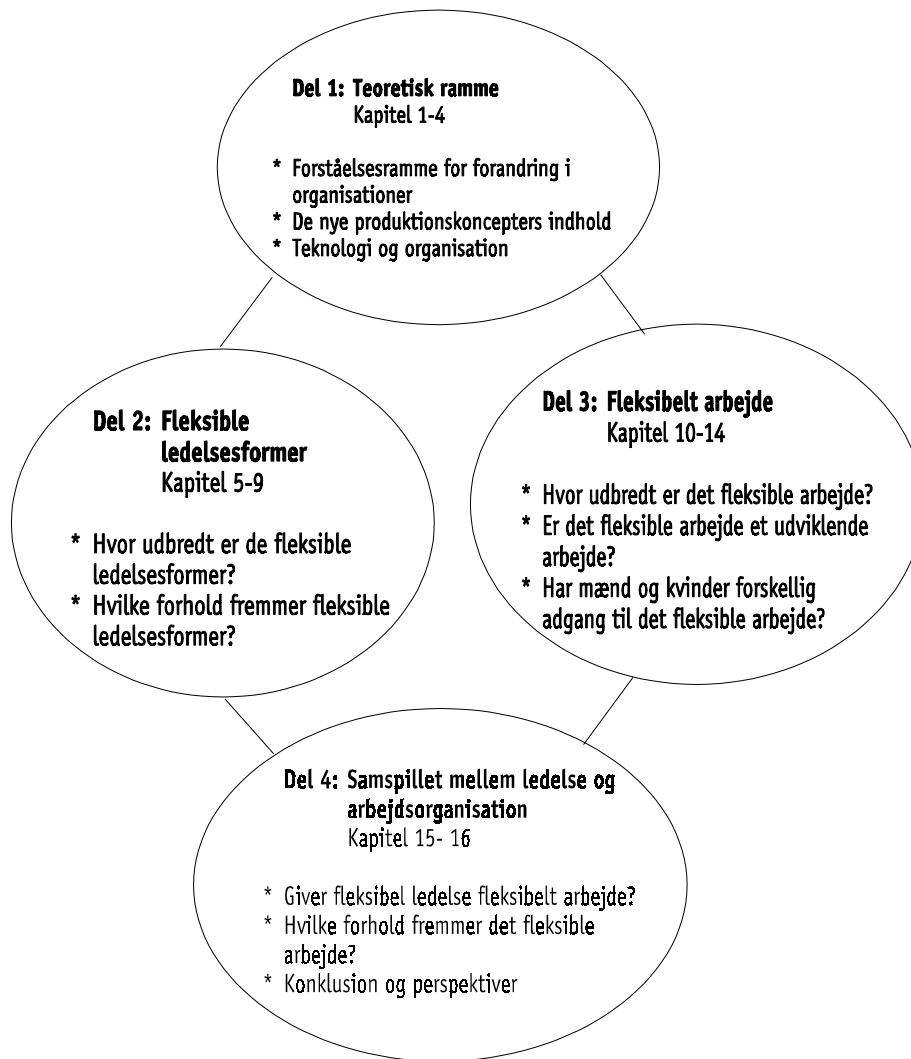 Del 1: Teoretisk ramme
Kapitel 1-4
* Forståelsesramme for forandring i
organisationer
* De nye produktionskoncepters indhold
* Teknologi og organisation
Del 2: Fleksible
ledelsesformer
Kapitel 5-9
* Hvor udbredt er de fleksible
ledelsesformer?
* Hvilke forhold fremmer fleksible
ledelsesformer?
Del 3: Fleksibelt arbejde
Kapitel 10-14
* Hvor udbredt er det fleksible arbejde?
* Er det fleksible arbejde et udviklende
arbejde?
* Har mænd og kvinder forskellig
adgang til det fleksible arbejde?
Del 4: Samspillet mellem ledelse og
arbejdsorganisation
Kapitel 15- 16
* Giver fleksibel ledelse fleksibelt arbejde?
* Hvilke forhold fremmer det fleksible
arbejde?
* Konklusion og perspektiver